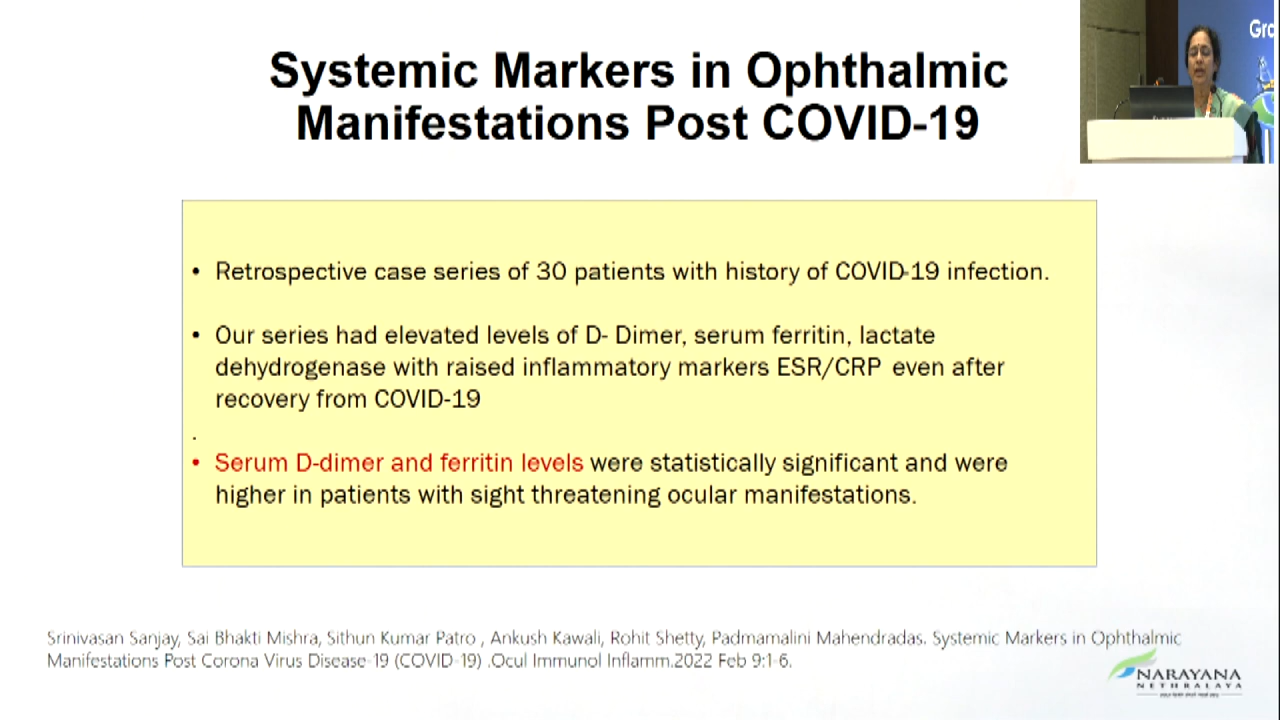 Systemic Markers in Ophthalmic
Manifestations Post COVID-19
Gro
• Retrospective case series of 30 patients with history of COVID-19 infection.
• Our series had elevated levels of D- Dimer, serum ferritin, lactate
dehydrogenase with raised inflammatory markers ESR/CRP even after
recovery from COVID-19
.
• Serum D-dimer and ferritin levels were statistically significant and were
higher in patients with sight threatening ocular manifestations.
Srinivasan Sanjay, Sai Bhakti Mishra, Sithun Kumar Patro , Ankush Kawali, Rohit Shetty, Padmamalini Mahendradas. Systemic Markers in Ophthalmic
Manifestations Post Corona Virus Disease-19 (COVID-19) .Ocul Immunol Inflamm.2022 Feb 9:1-6.
NARAYANA
NETHRALAYA